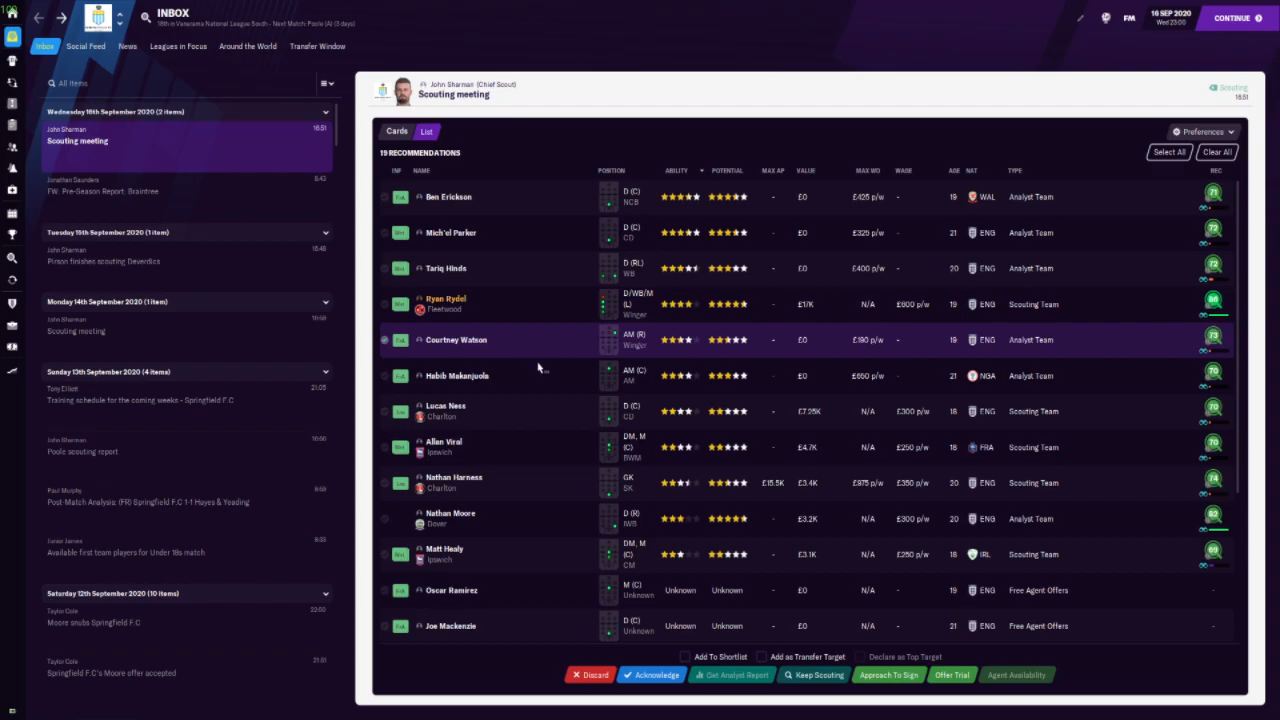 INBOX
18th in Vanarama National League South - Next Match: Poole (A) (3 days)
FM
16 SEP 2020
Wed 23:00
CONTINUE
Inbox
Social Feed
News
Leagues in Focus
Around the World
Transfer Window
All Items
Wednesday 16th September 2020 (2 items)
John Sharman
16:51
Scouting meeting
Jonathan Saunders
8:43
FW: Pre-Season Report: Braintree
Tuesday 15th September 2020 (1 item)
John Sharman
Pirson finishes scouting Deverdics
Monday 14th September 2020 (1 item)
John Sharman
Scouting meeting
Sunday 13th September 2020 (4 items)
Tony Elliott
21:05
Training schedule for the coming weeks - Springfield F.C
John Sharman
Poole scouting report
Paul Murphy
Post-Match Analysis: (FR) Springfield F.C 1-1 Hayes & Yeading
Junior James
Available first team players for Under 18s match
Saturday 12th September 2020 (10 items)
Taylor Cole
Moore snubs Springfield F.C
Taylor Cole
21:51
Springfield F.C's Moore offer accepted
John Sharman (Chief Scout)
Scouting meeting
Scouting
16:51
Cards
List
Preferences
19 RECOMMENDATIONS
Select All
Clear All
INF NAME POSITION ABILITY POTENTIAL MAX AP VALUE MAX WD WAGE AGE NAT TYPE REC
Ben Erickson D (C) NCB - £0 £425 p/w - 19 WAL Analyst Team 71
Mich'el Parker D (C) CD - £0 £325 p/w - 21 ENG Analyst Team 72
Tariq Hinds D (RL) WB - £0 £400 p/w - 20 ENG Analyst Team 72
Ryan Rydel Fleetwood D/WB/M (L) Winger - £17K N/A £600 p/w 19 ENG Scouting Team
Courtney Watson AM (R) Winger - £0 £190 p/w - 19 ENG Analyst Team 73
Habib Makanjuola AM (C) AM - £0 £650 p/w - 21 NGA Analyst Team 70
Lucas Ness Charlton D (C) CD - £7.25K N/A £300 p/w 18 ENG Scouting Team 70
Allan Viral Ipswich DM, M (C) BWM - £4.7K N/A £250 p/w 18 FRA Scouting Team 70
Nathan Harness Charlton GK SK £15.5K £3.4K £975 p/w £350 p/w 20 ENG Scouting Team 74
Nathan Moore Dover D (R) IWB - £3.2K N/A £300 p/w 20 ENG Analyst Team 82
Matt Healy Ipswich DM, M (C) CM - £3.1K N/A £250 p/w 18 IRL Scouting Team 69
Oscar Ramirez M (C) Unknown Unknown Unknown - £0 - 19 ENG Free Agent Offers -
Joe Mackenzie D (C) Unknown Unknown Unknown - £0 - 21 ENG Free Agent Offers -
Add To Shortlist
Add as Transfer Target
Declare as Top Target
Discard
Acknowledge
Get Analyst Report
Keep Scouting
Approach To Sign
Offer Trial
Agent Availability